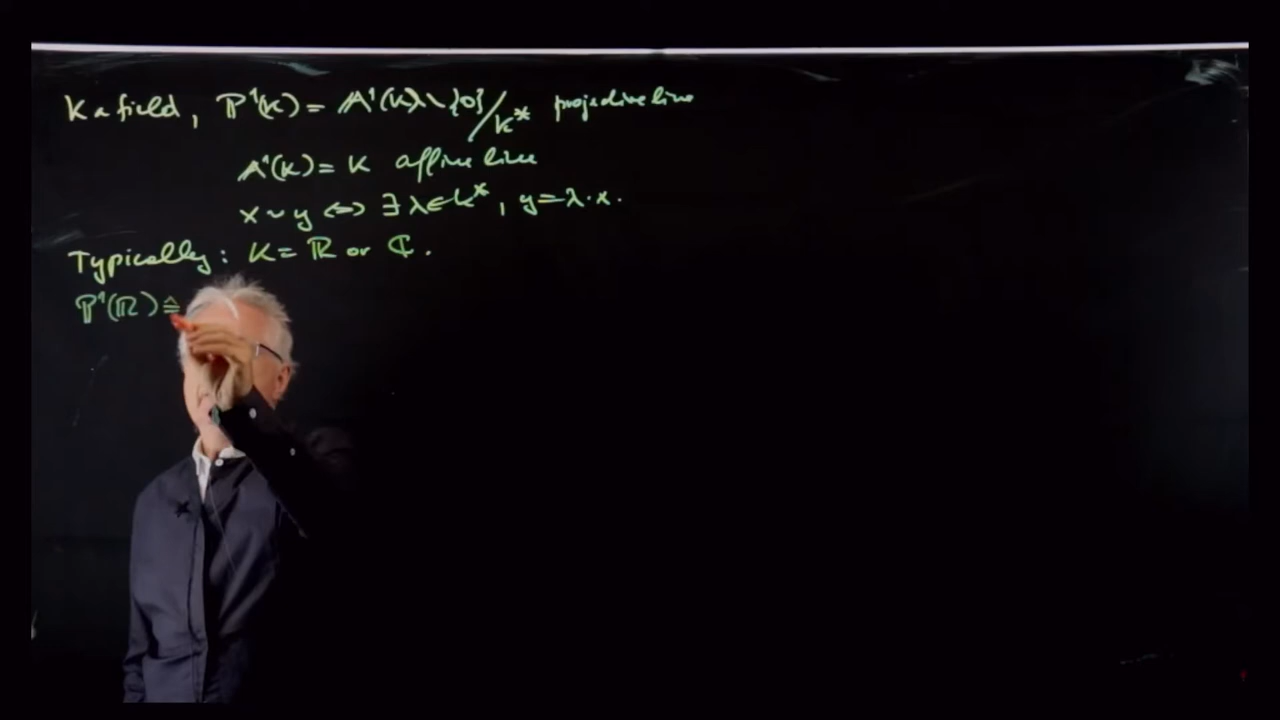 K a field, ℙ¹(K) = 𝔸¹(K) \ {0} / K* projective line
𝔸¹(K) = K affine line
x ~ y ⇔ ∃ λ ∈ K*, y = λ·x.
Typically: K = ℝ or ℂ.
ℙ¹(ℝ) ≙